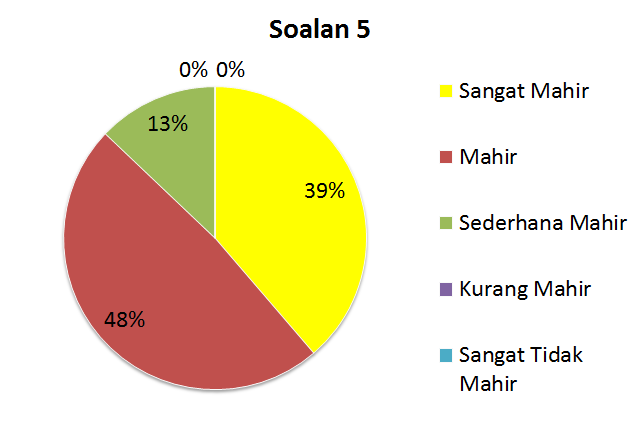 Soalan 5
0% 0%
13%
39%
48%
Sangat Mahir
Mahir
Sederhana Mahir
Kurang Mahir
Sangat Tidak
Mahir